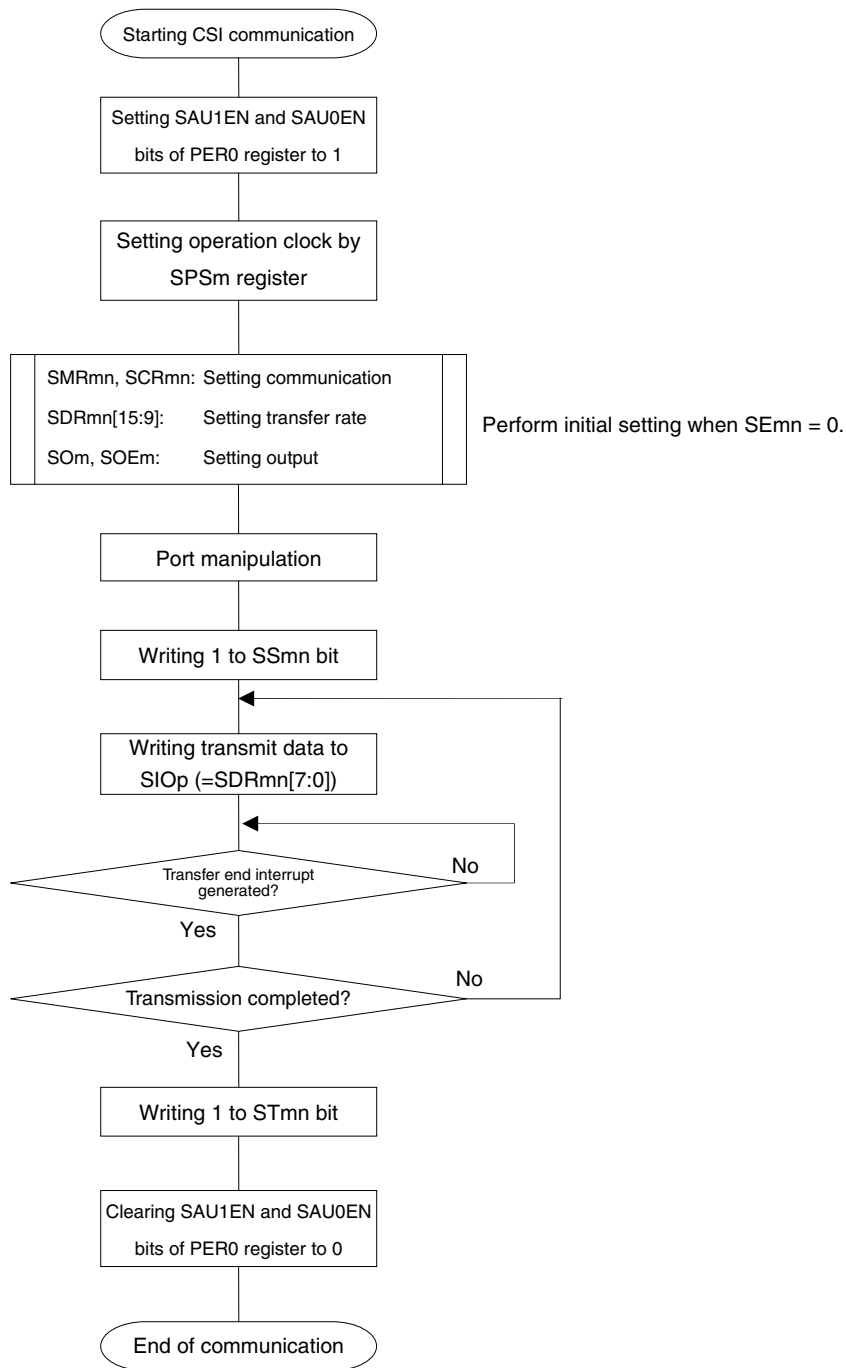 Starting CSI communication
Setting SAU1EN and SAU0EN
bits of PER0 register to 1
Setting operation clock by
SPSm register
SMRmn, SCRmn: Setting communication
SDRmn[15:9]: Setting transfer rate
SOm, SOEm: Setting output
Perform initial setting when SEmn = 0.
Port manipulation
Writing 1 to SSmn bit
Writing transmit data to
SIOp (=SDRmn[7:0])
Transfer end interrupt
generated?
No
Yes
Transmission completed?
No
Yes
Writing 1 to STmn bit
Clearing SAU1EN and SAU0EN
bits of PER0 register to 0
End of communication